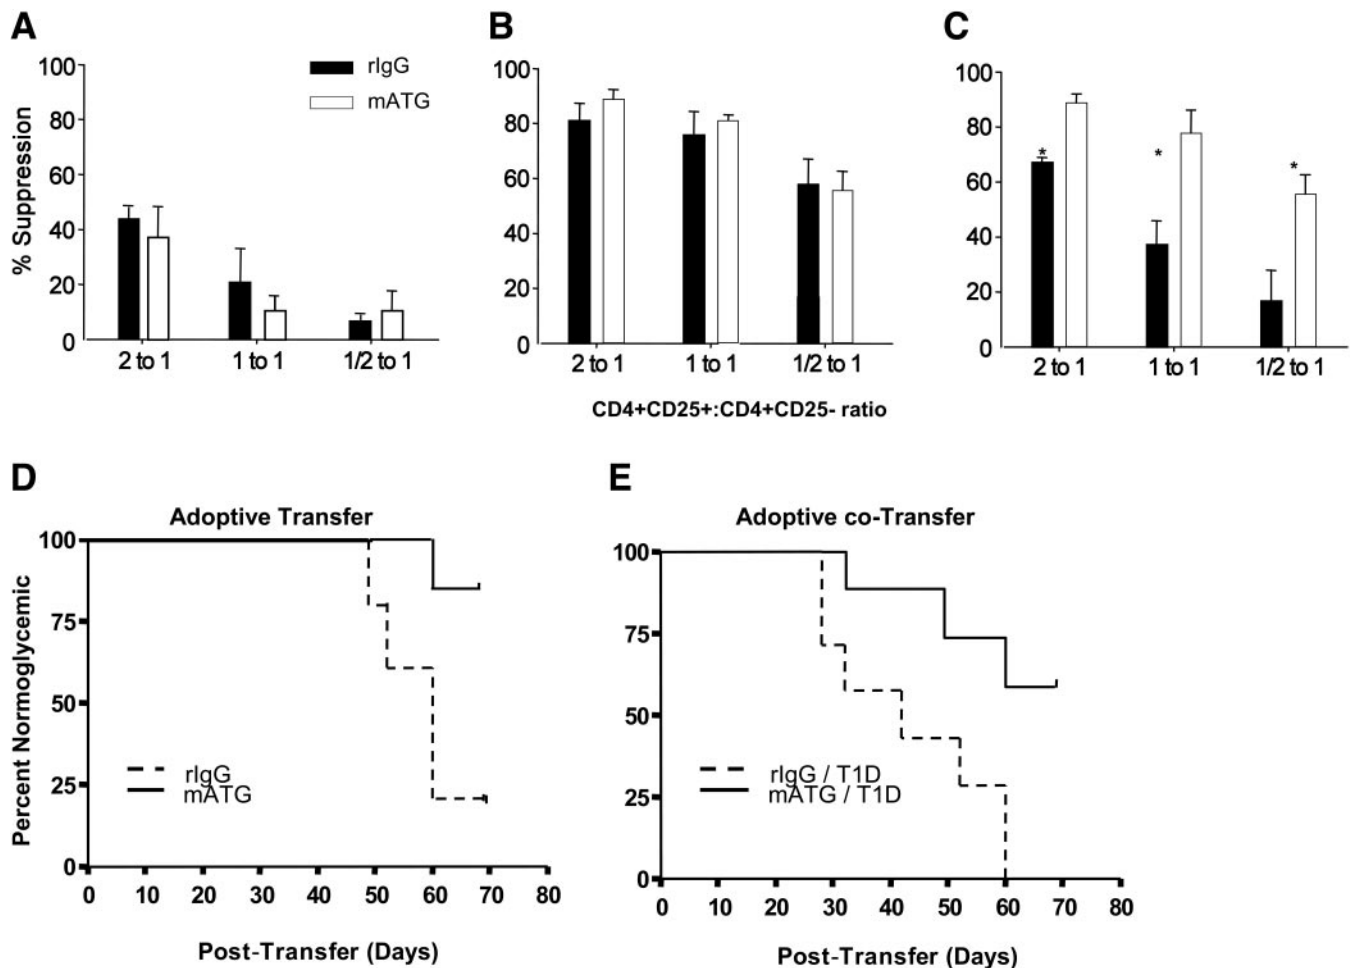 A
B
C
100
80
60
40
20
0
% Suppression
rIgG
mATG
2 to 1
1 to 1
1/2 to 1
100
80
60
40
20
0
2 to 1
1 to 1
1/2 to 1
CD4+CD25+:CD4+CD25- ratio
100
80
60
40
20
0
*
*
*
2 to 1
1 to 1
1/2 to 1
D
Adoptive Transfer
Percent Normoglycemic
100
75
50
25
0
rIgG
mATG
0 10 20 30 40 50 60 70 80
Post-Transfer (Days)
E
Adoptive co-Transfer
100
75
50
25
0
rIgG / T1D
mATG / T1D
0 10 20 30 40 50 60 70 80
Post-Transfer (Days)